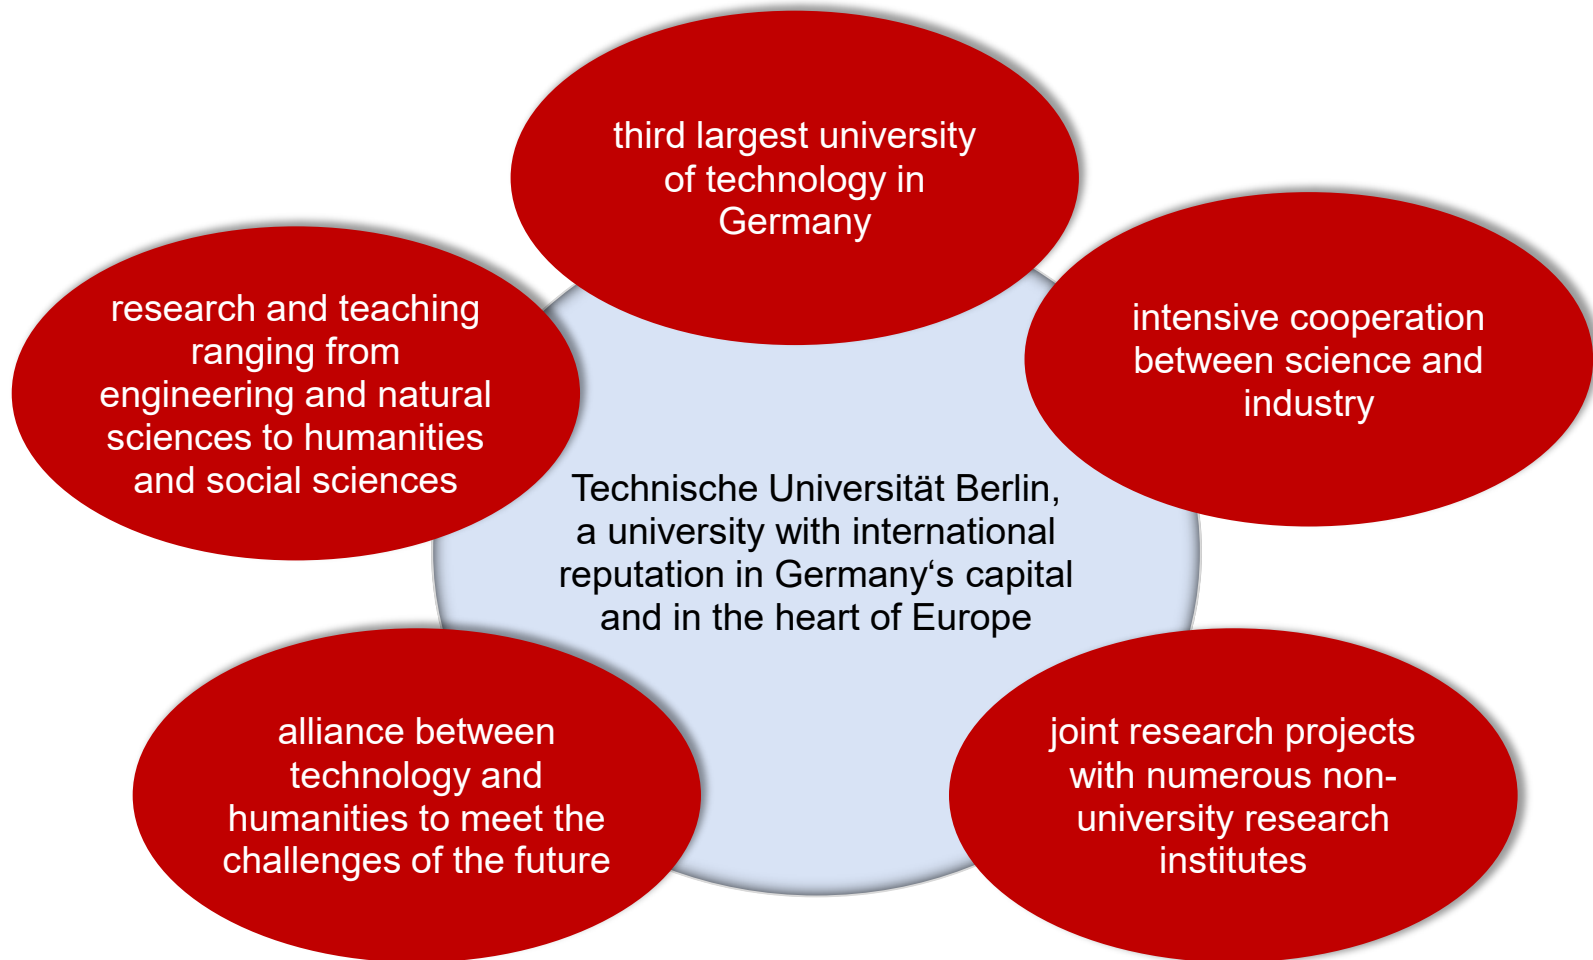 third largest university
of technology in
Germany
intensive cooperation
between science and
industry
research and teaching
ranging from
engineering and natural
sciences to humanities
and social sciences
Technische Universität Berlin,
a university with international
reputation in Germany‘s capital
and in the heart of Europe
alliance between
technology and
humanities to meet the
challenges of the future
joint research projects
with numerous non-
university research
institutes